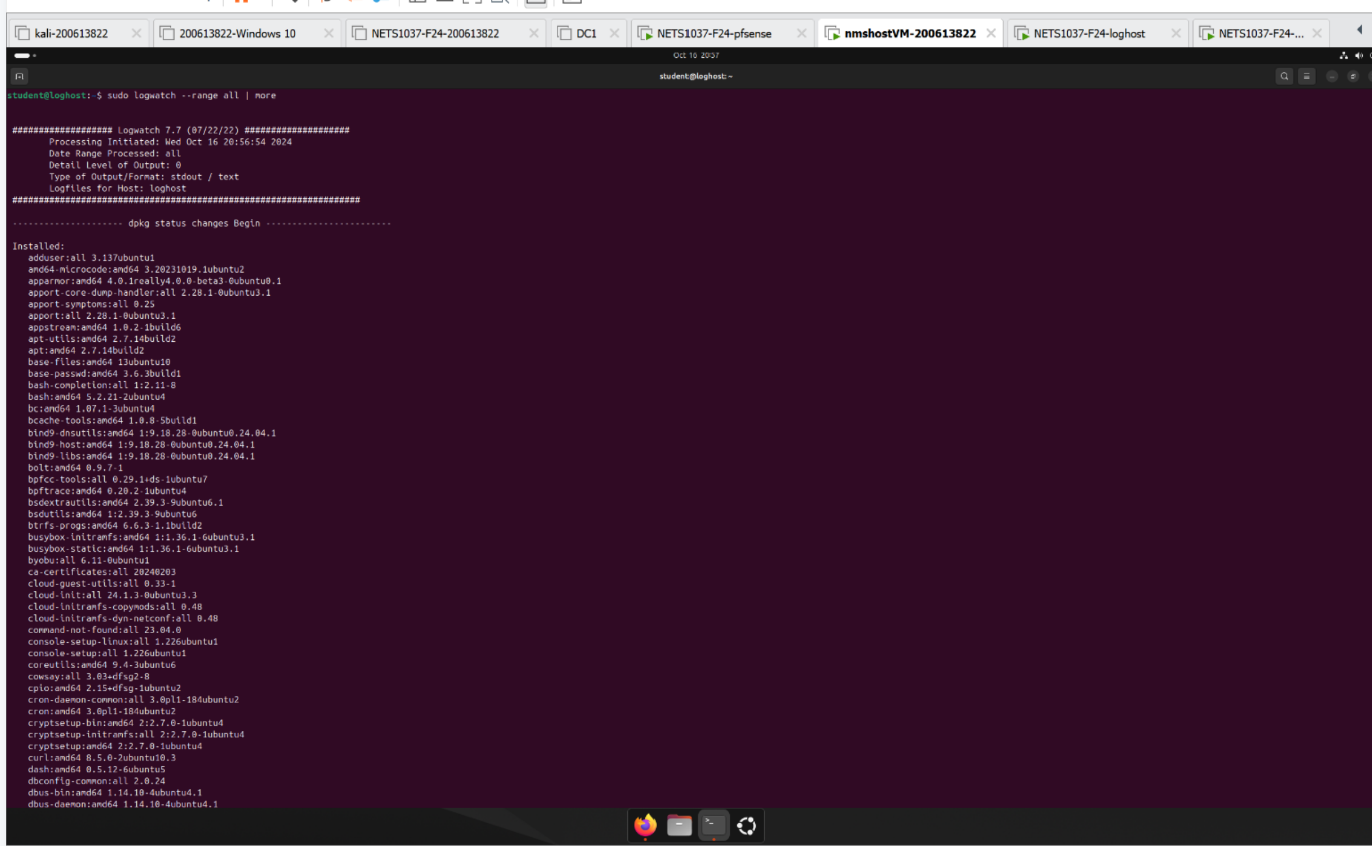 kali-200613822
200613822-Windows 10
NETS1037-F24-200613822
DC1
NETS1037-F24-pfsense
nmshostVM-200613822
NETS1037-F24-loghost
NETS1037-F24-...
Oct 16 20:57
student@loghost: ~
student@loghost:~$ sudo logwatch --range all | more
################### Logwatch 7.7 (07/22/22) ####################
Processing Initiated: Wed Oct 16 20:56:54 2024
Date Range Processed: all
Detail Level of Output: 0
Type of Output/Format: stdout / text
Logfiles for Host: loghost
##################################################################
--------------------- dpkg status changes Begin ------------------------
Installed:
adduser:all 3.137ubuntu1
amd64-microcode:amd64 3.20231019.1ubuntu2
apparmor:amd64 4.0.1really4.0.0-beta3-0ubuntu0.1
apport-core-dump-handler:all 2.28.1-0ubuntu3.1
apport-symptoms:all 0.25
apport:all 2.28.1-0ubuntu3.1
appstream:amd64 1.0.2-1build6
apt-utils:amd64 2.7.14build2
apt:amd64 2.7.14build2
base-files:amd64 13ubuntu10
base-passwd:amd64 3.6.3build1
bash-completion:all 1:2.11-8
bash:amd64 5.2.21-2ubuntu4
bc:amd64 1.07.1-3ubuntu4
bcache-tools:amd64 1.0.8-5build1
bind9-dnsutils:amd64 1:9.18.28-0ubuntu0.24.04.1
bind9-host:amd64 1:9.18.28-0ubuntu0.24.04.1
bind9-libs:amd64 1:9.18.28-0ubuntu0.24.04.1
bolt:amd64 0.9.7-1
bpfcc-tools:all 0.29.1+ds-1ubuntu7
bpftrace:amd64 0.20.2-1ubuntu4
bsdextrautils:amd64 2.39.3-9ubuntu6.1
bsdutils:amd64 1:2.39.3-9ubuntu6
btrfs-progs:amd64 6.6.3-1.1build2
busybox-initramfs:amd64 1:1.36.1-6ubuntu3.1
busybox-static:amd64 1:1.36.1-6ubuntu3.1
byobu:all 6.11-0ubuntu1
ca-certificates:all 20240203
cloud-guest-utils:all 0.33-1
cloud-init:all 24.1.3-0ubuntu3.3
cloud-initramfs-copymods:all 0.48
cloud-initramfs-dyn-netconf:all 0.48
command-not-found:all 23.04.0
console-setup-linux:all 1.226ubuntu1
console-setup:all 1.226ubuntu1
coreutils:amd64 9.4-3ubuntu6
cowsay:all 3.03+dfsg2-8
cpio:amd64 2.15+dfsg-1ubuntu2
cron-daemon-common:all 3.0pl1-184ubuntu2
cron:amd64 3.0pl1-184ubuntu2
cryptsetup-bin:amd64 2:2.7.0-1ubuntu4
cryptsetup-initramfs:all 2:2.7.0-1ubuntu4
cryptsetup:amd64 2:2.7.0-1ubuntu4
curl:amd64 8.5.0-2ubuntu10.3
dash:amd64 0.5.12-6ubuntu5
dbconfig-common:all 2.0.24
dbus-bin:amd64 1.14.10-4ubuntu4.1
dbus-daemon:amd64 1.14.10-4ubuntu4.1